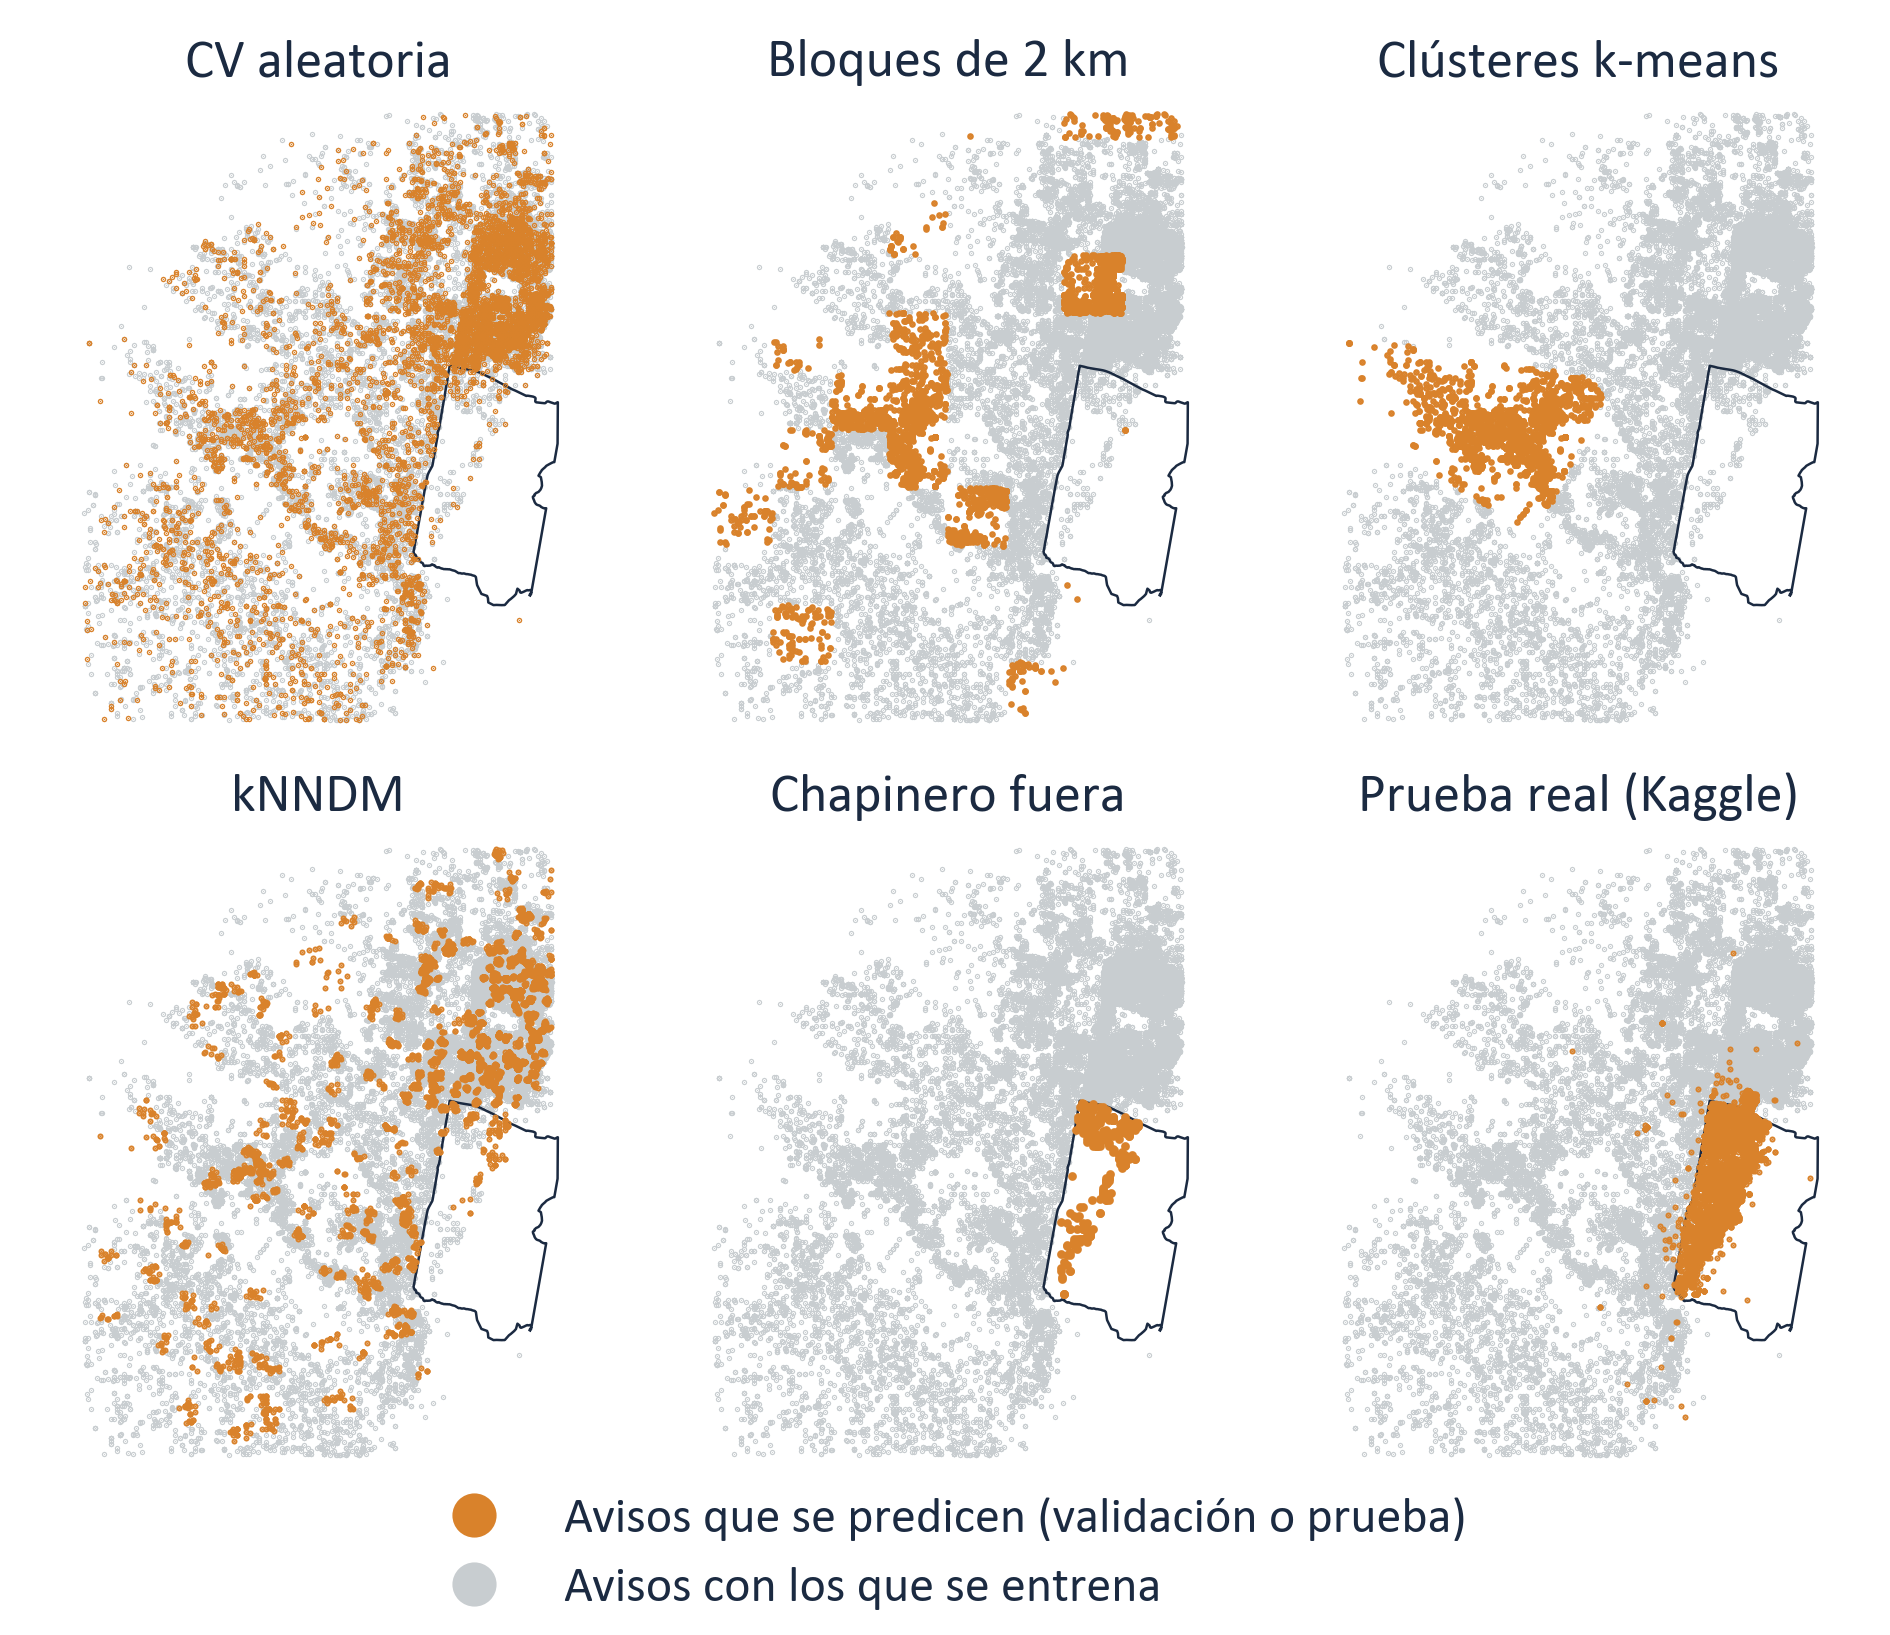 CV aleatoria
Bloques de 2 km
Clústeres k-means
kNNDM
Chapinero fuera
Prueba real (Kaggle)
Avisos que se predicen (validación o prueba)
Avisos con los que se entrena